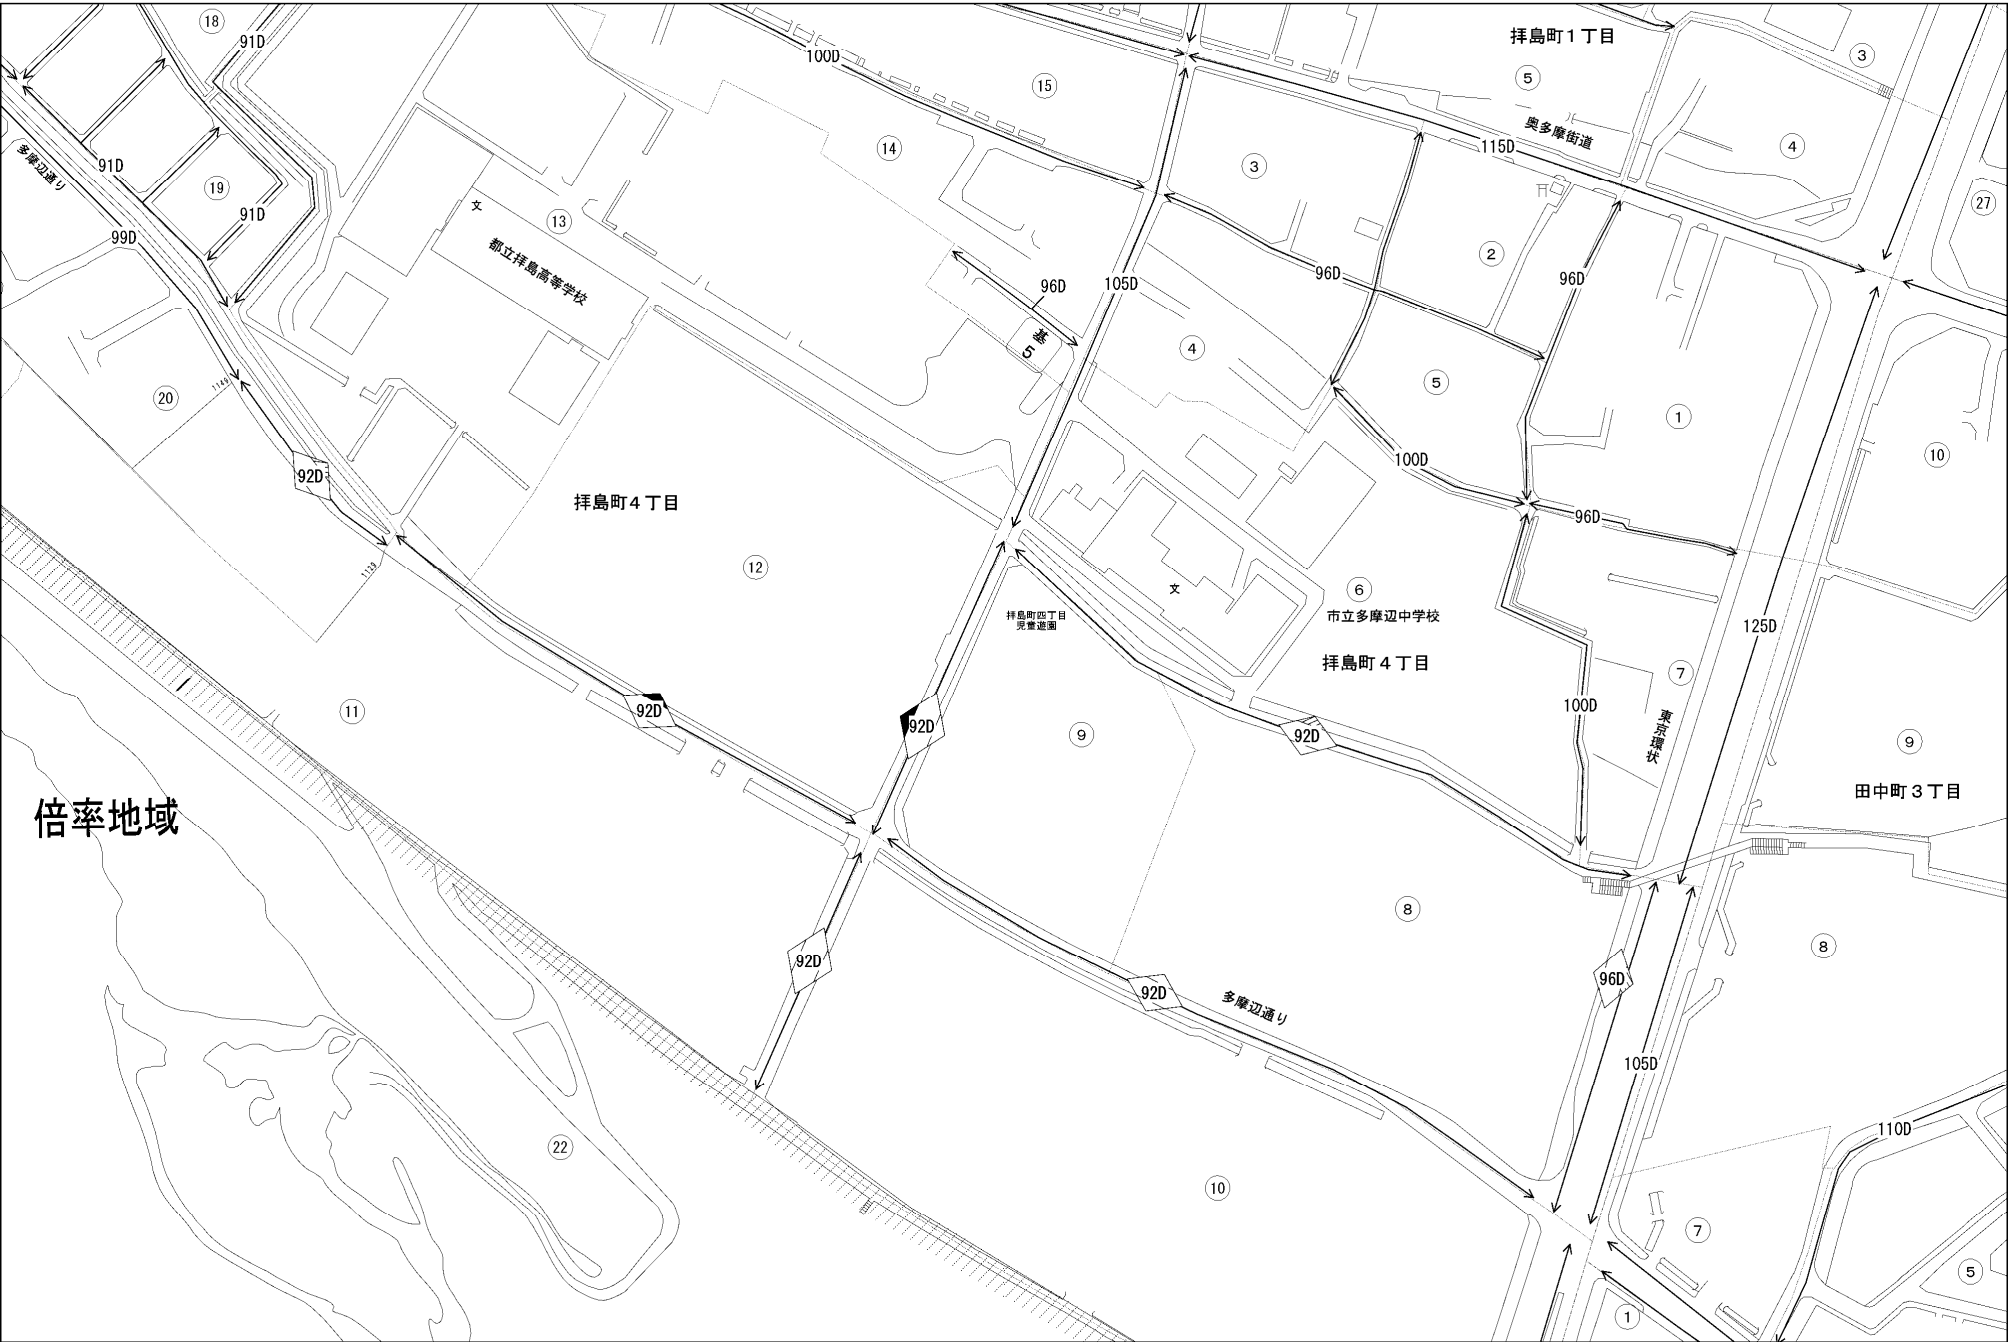 18
91D
100D
拝島町1丁目
3
5
15
奥多摩街道
115D
4
91D
多摩辺通り
14
3
19
91D
13
文
都立拝島高等学校
2
27
99D
96D
105D
96D
96D
基5
4
5
20
1149
1
92D
100D
10
拝島町4丁目
96D
12
1129
文
6
拝島町四丁目
児童遊園
市立多摩辺中学校
拝島町4丁目
125D
7
11
92D
92D
9
92D
100D
東京環状
9
田中町3丁目
倍率地域
8
8
92D
92D
多摩辺通り
96D
105D
110D
22
10
7
5
1